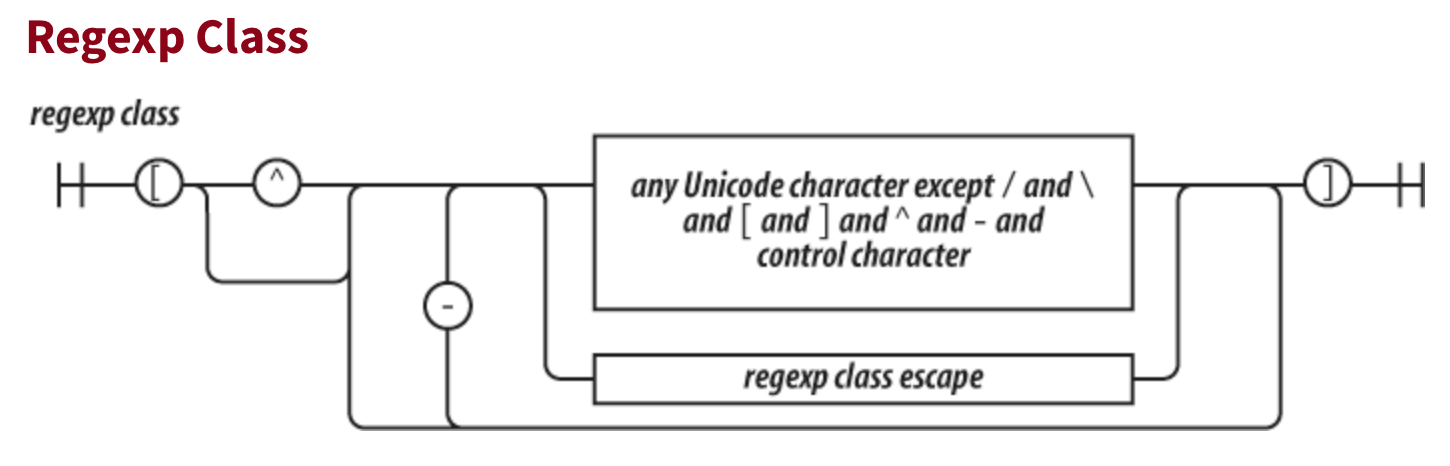 Regexp Class
regexp class
[
^
any Unicode character except / and \
and [ and ] and ^ and - and
control character
]
-
regexp class escape